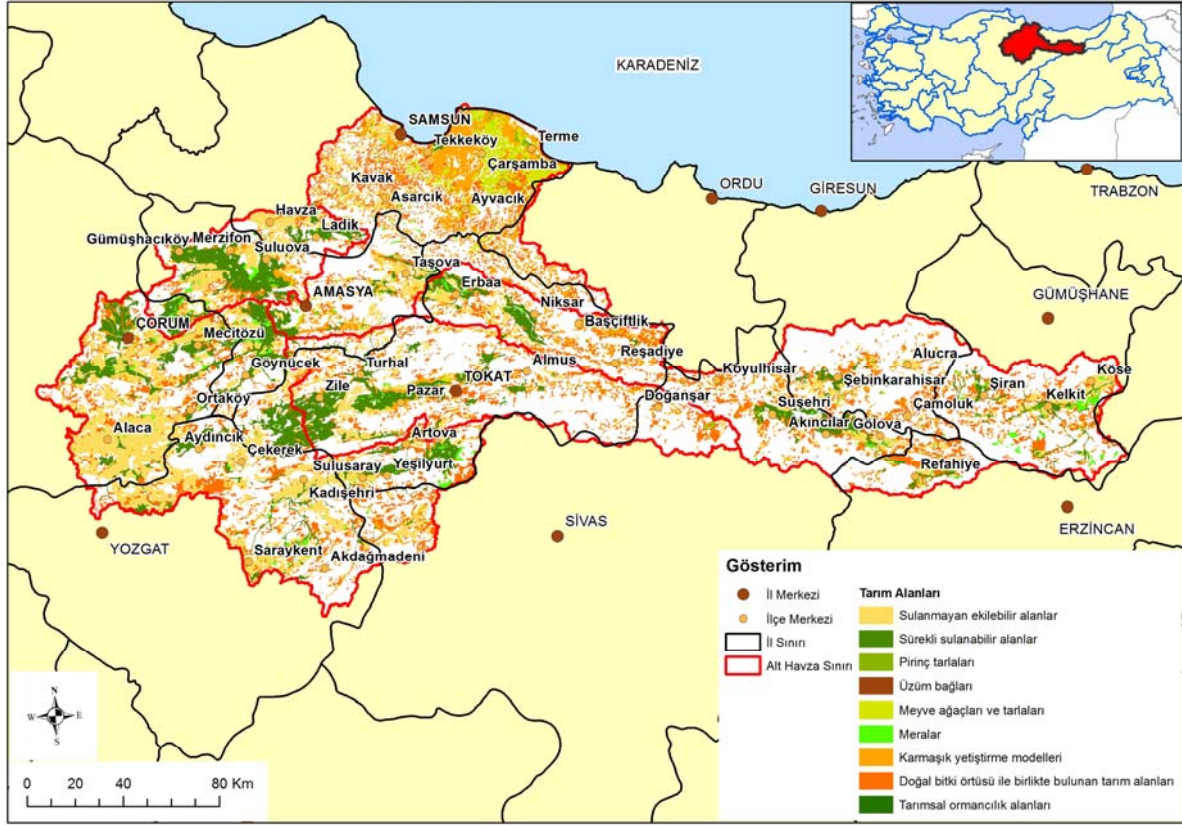 KARADENİZ
SAMSUN
Tekkeköy
Terme
Çarşamba
Kavak
Asarcık
Ayvacık
ORDU
GİRESUN
TRABZON
Havza
Ladik
Gümüşhacıköy
Merzifon
Suluova
Taşova
Erbaa
AMASYA
Niksar
GÜMÜŞHANE
ÇORUM
Mecitözü
Başçiftlik
Reşadiye
Göynücek
Turhal
Almus
Koyulhisar
Alucra
Köse
Zile
Pazar
TOKAT
Şebinkarahisar
Şiran
Kelkit
Ortaköy
Doğanşar
Suşehri
Çamoluk
Alaca
Aydıncık
Çekerek
Artova
Akıncılar
Gölova
Sulusaray
Yeşilyurt
Refahiye
Kadışehri
YOZGAT
SİVAS
ERZİNCAN
Saraykent
Akdağmadeni
Gösterim
İl Merkezi
İlçe Merkezi
İl Sınırı
Alt Havza Sınırı
Tarım Alanları
Sulanmayan ekilebilir alanlar
Sürekli sulanabilir alanlar
Pirinç tarlaları
Üzüm bağları
Meyve ağaçları ve tarlaları
Meralar
Karmaşık yetiştirme modelleri
Doğal bitki örtüsü ile birlikte bulunan tarım alanları
Tarımsal ormancılık alanları
N
W E
S
0 20 40 80 Km